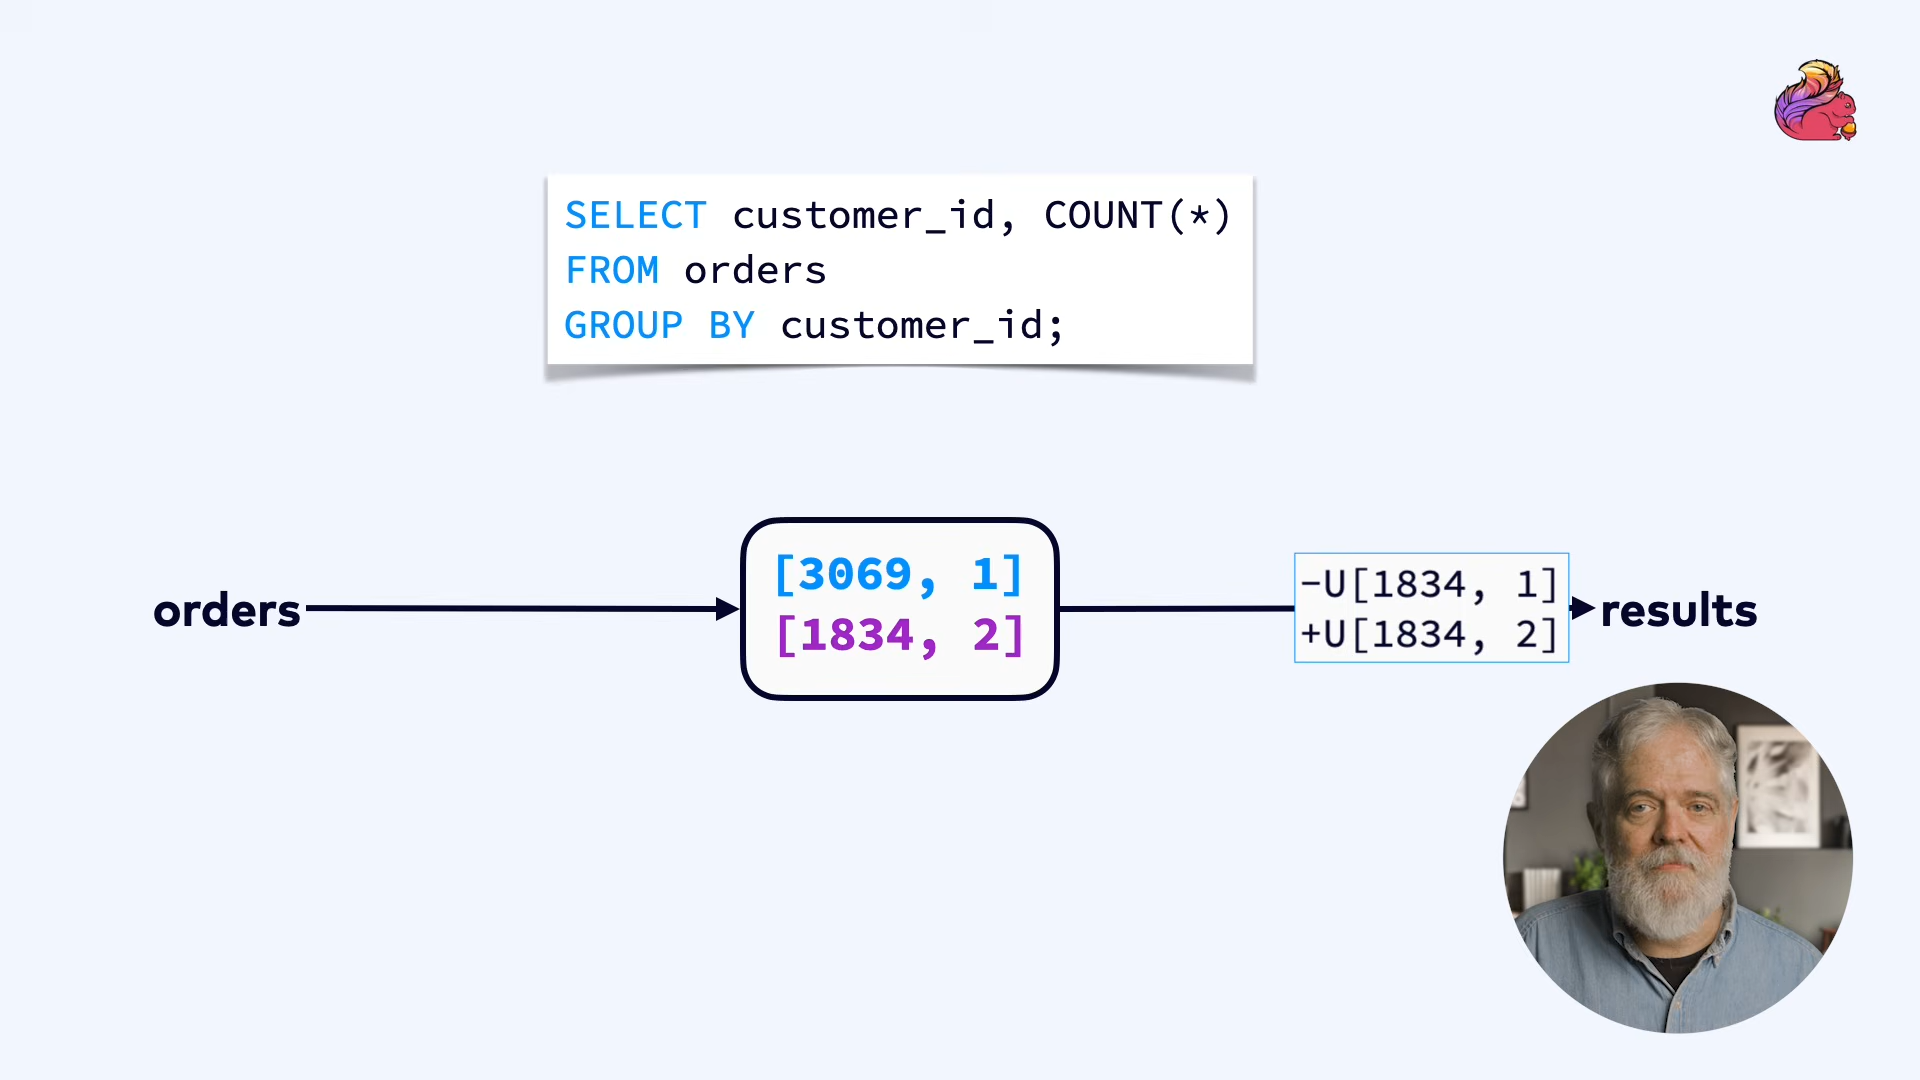 SELECT customer_id, COUNT(*)
FROM orders
GROUP BY customer_id;
orders
[3069, 1]
[1834, 2]
-U[1834, 1]
+U[1834, 2]
results